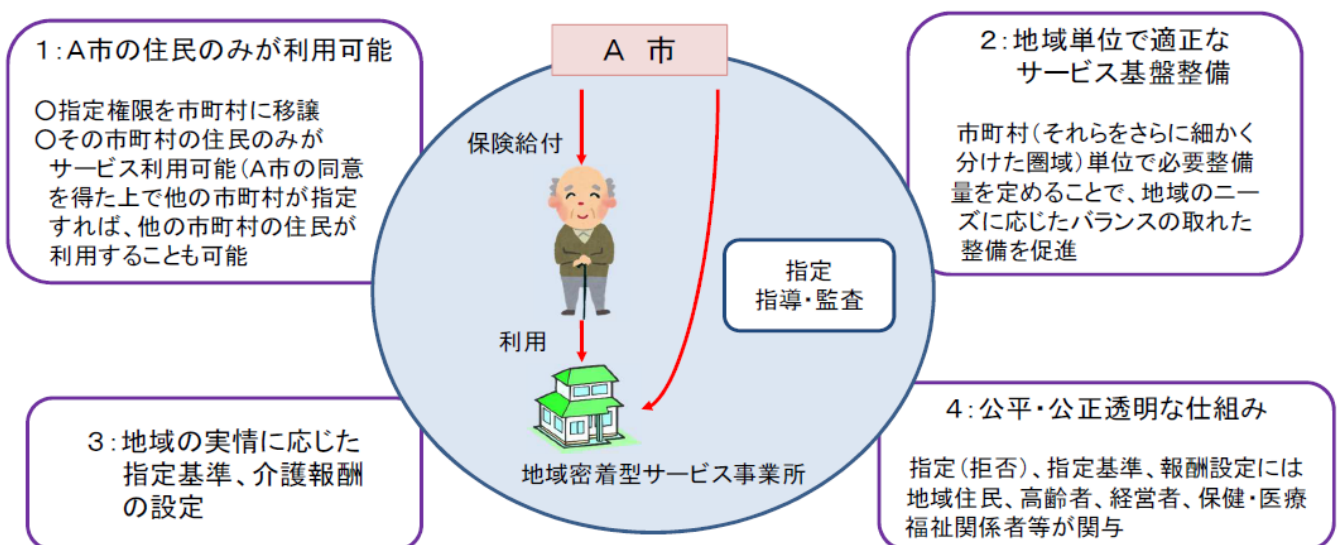 1:A市の住民のみが利用可能
〇指定権限を市町村に移譲
〇その市町村の住民のみが
サービス利用可能(A市の同意
を得た上で他の市町村が指定
すれば、他の市町村の住民が
利用することも可能
A 市
保険給付
利用
指定
指導・監査
地域密着型サービス事業所
2:地域単位で適正な
サービス基盤整備
市町村(それらをさらに細かく
分けた圏域)単位で必要整備
量を定めることで、地域のニー
ズに応じたバランスの取れた
整備を促進
3:地域の実情に応じた
指定基準、介護報酬
の設定
4:公平・公正透明な仕組み
指定(拒否)、指定基準、報酬設定には
地域住民、高齢者、経営者、保健・医療
福祉関係者等が関与